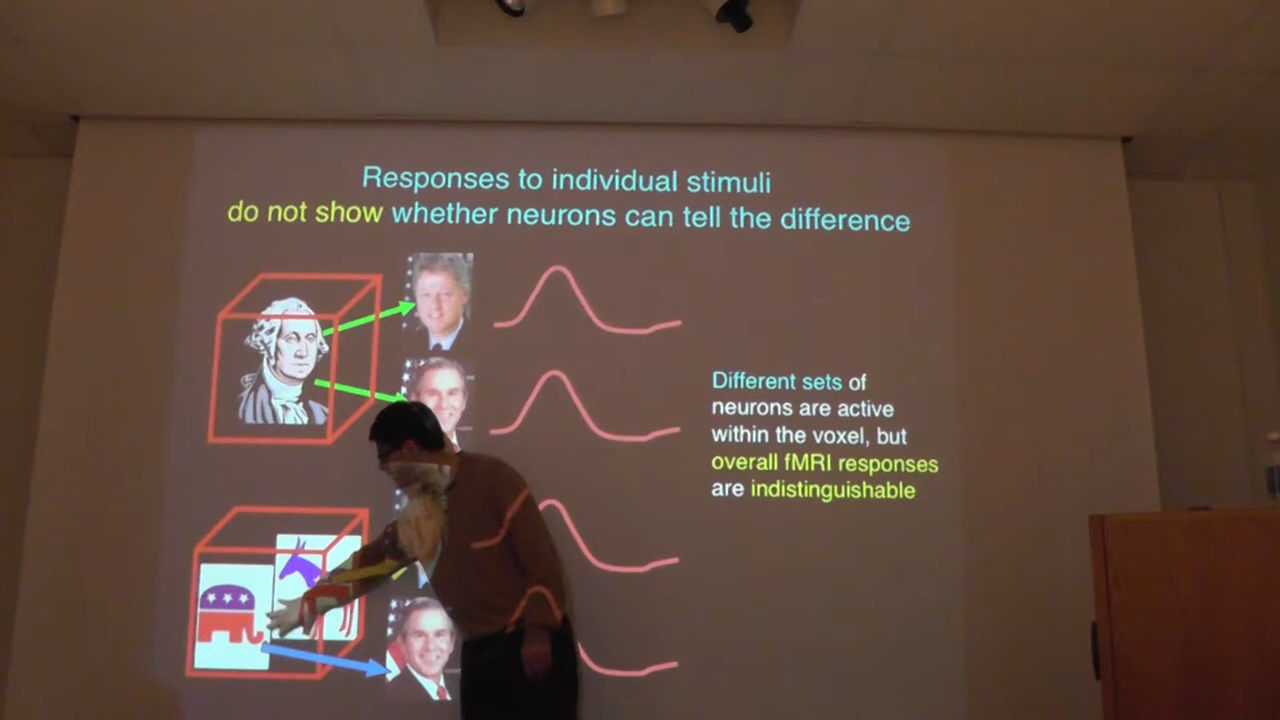 Responses to individual stimuli
do not show whether neurons can tell the difference
Different sets of
neurons are active
within the voxel, but
overall fMRI responses
are indistinguishable